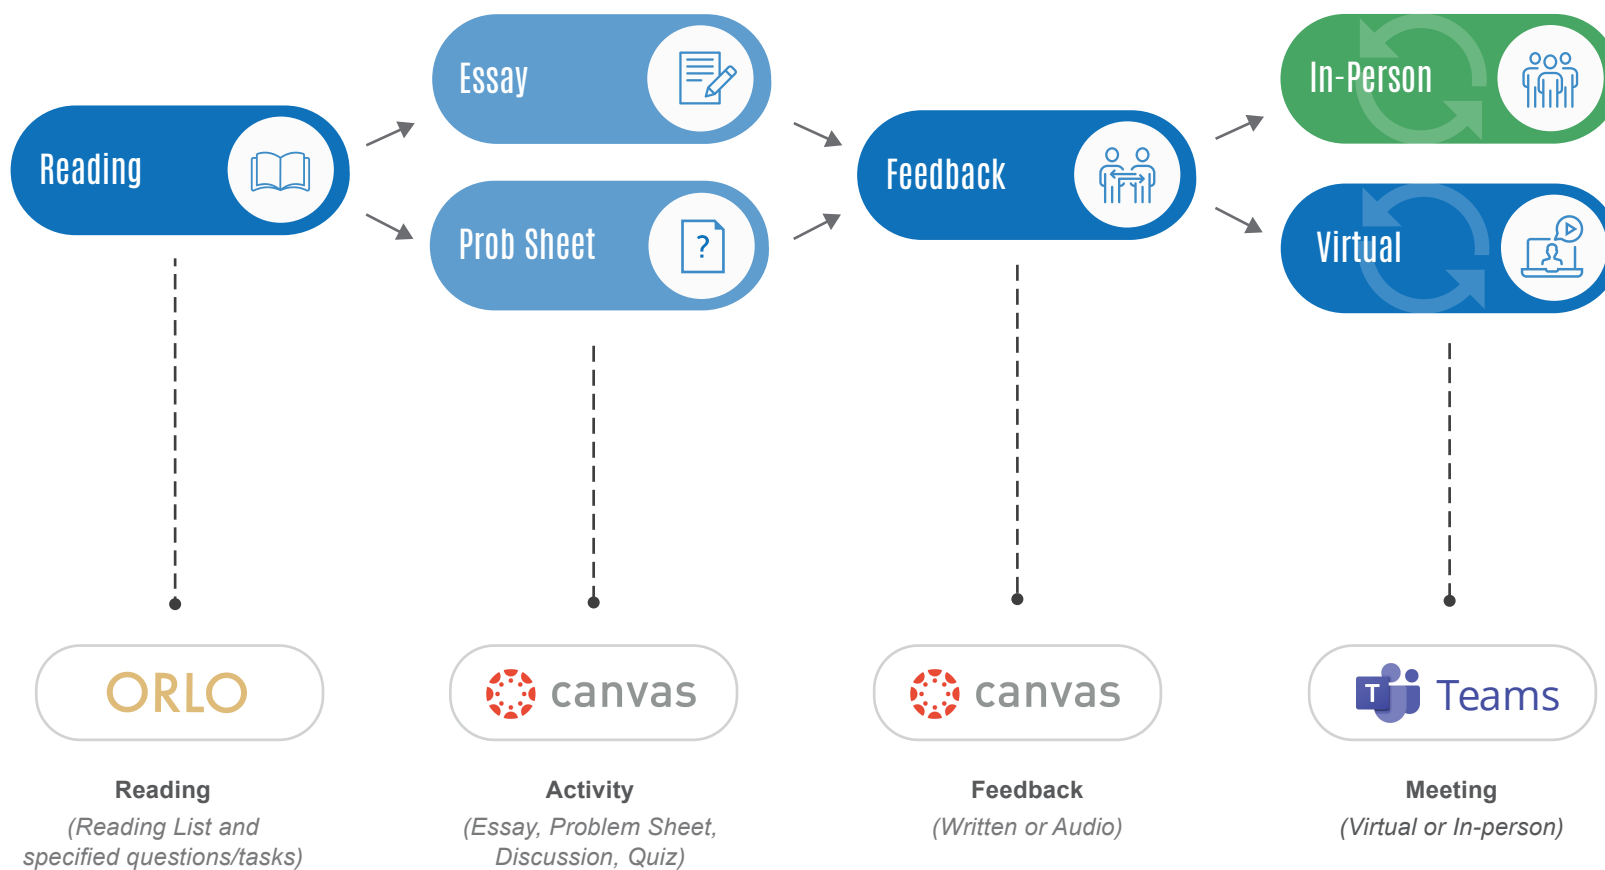 Reading
Essay
Prob Sheet
?
Feedback
In-Person
Virtual
ORLO
canvas
canvas
T Teams
Reading
(Reading List and
specified questions/tasks)
Activity
(Essay, Problem Sheet,
Discussion, Quiz)
Feedback
(Written or Audio)
Meeting
(Virtual or In-person)